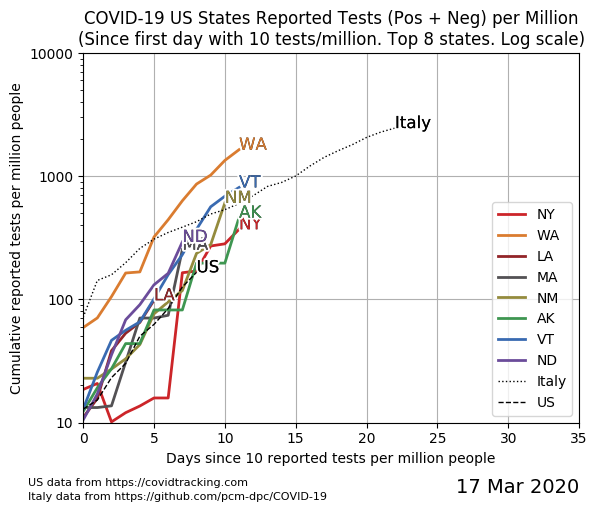 COVID-19 US States Reported Tests (Pos + Neg) per Million
(Since first day with 10 tests/million. Top 8 states. Log scale)
Cumulative reported tests per million people
10000
1000
100
10
WA
Italy
VT
NM
AK
NY
ND
MA
US
LA
NY
WA
LA
MA
NM
AK
VT
ND
Italy
US
0 5 10 15 20 25 30 35
Days since 10 reported tests per million people
US data from https://covidtracking.com
Italy data from https://github.com/pcm-dpc/COVID-19
17 Mar 2020